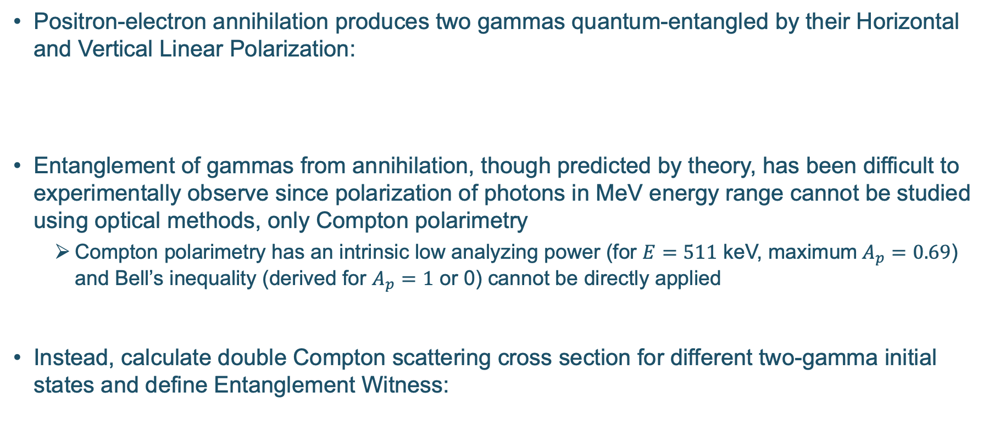 • Positron-electron annihilation produces two gammas quantum-entangled by their Horizontal
and Vertical Linear Polarization:
• Entanglement of gammas from annihilation, though predicted by theory, has been difficult to
experimentally observe since polarization of photons in MeV energy range cannot be studied
using optical methods, only Compton polarimetry
➢ Compton polarimetry has an intrinsic low analyzing power (for 𝐸 = 511 keV, maximum 𝐴ₚ = 0.69)
and Bell’s inequality (derived for 𝐴ₚ = 1 or 0) cannot be directly applied
• Instead, calculate double Compton scattering cross section for different two-gamma initial
states and define Entanglement Witness: